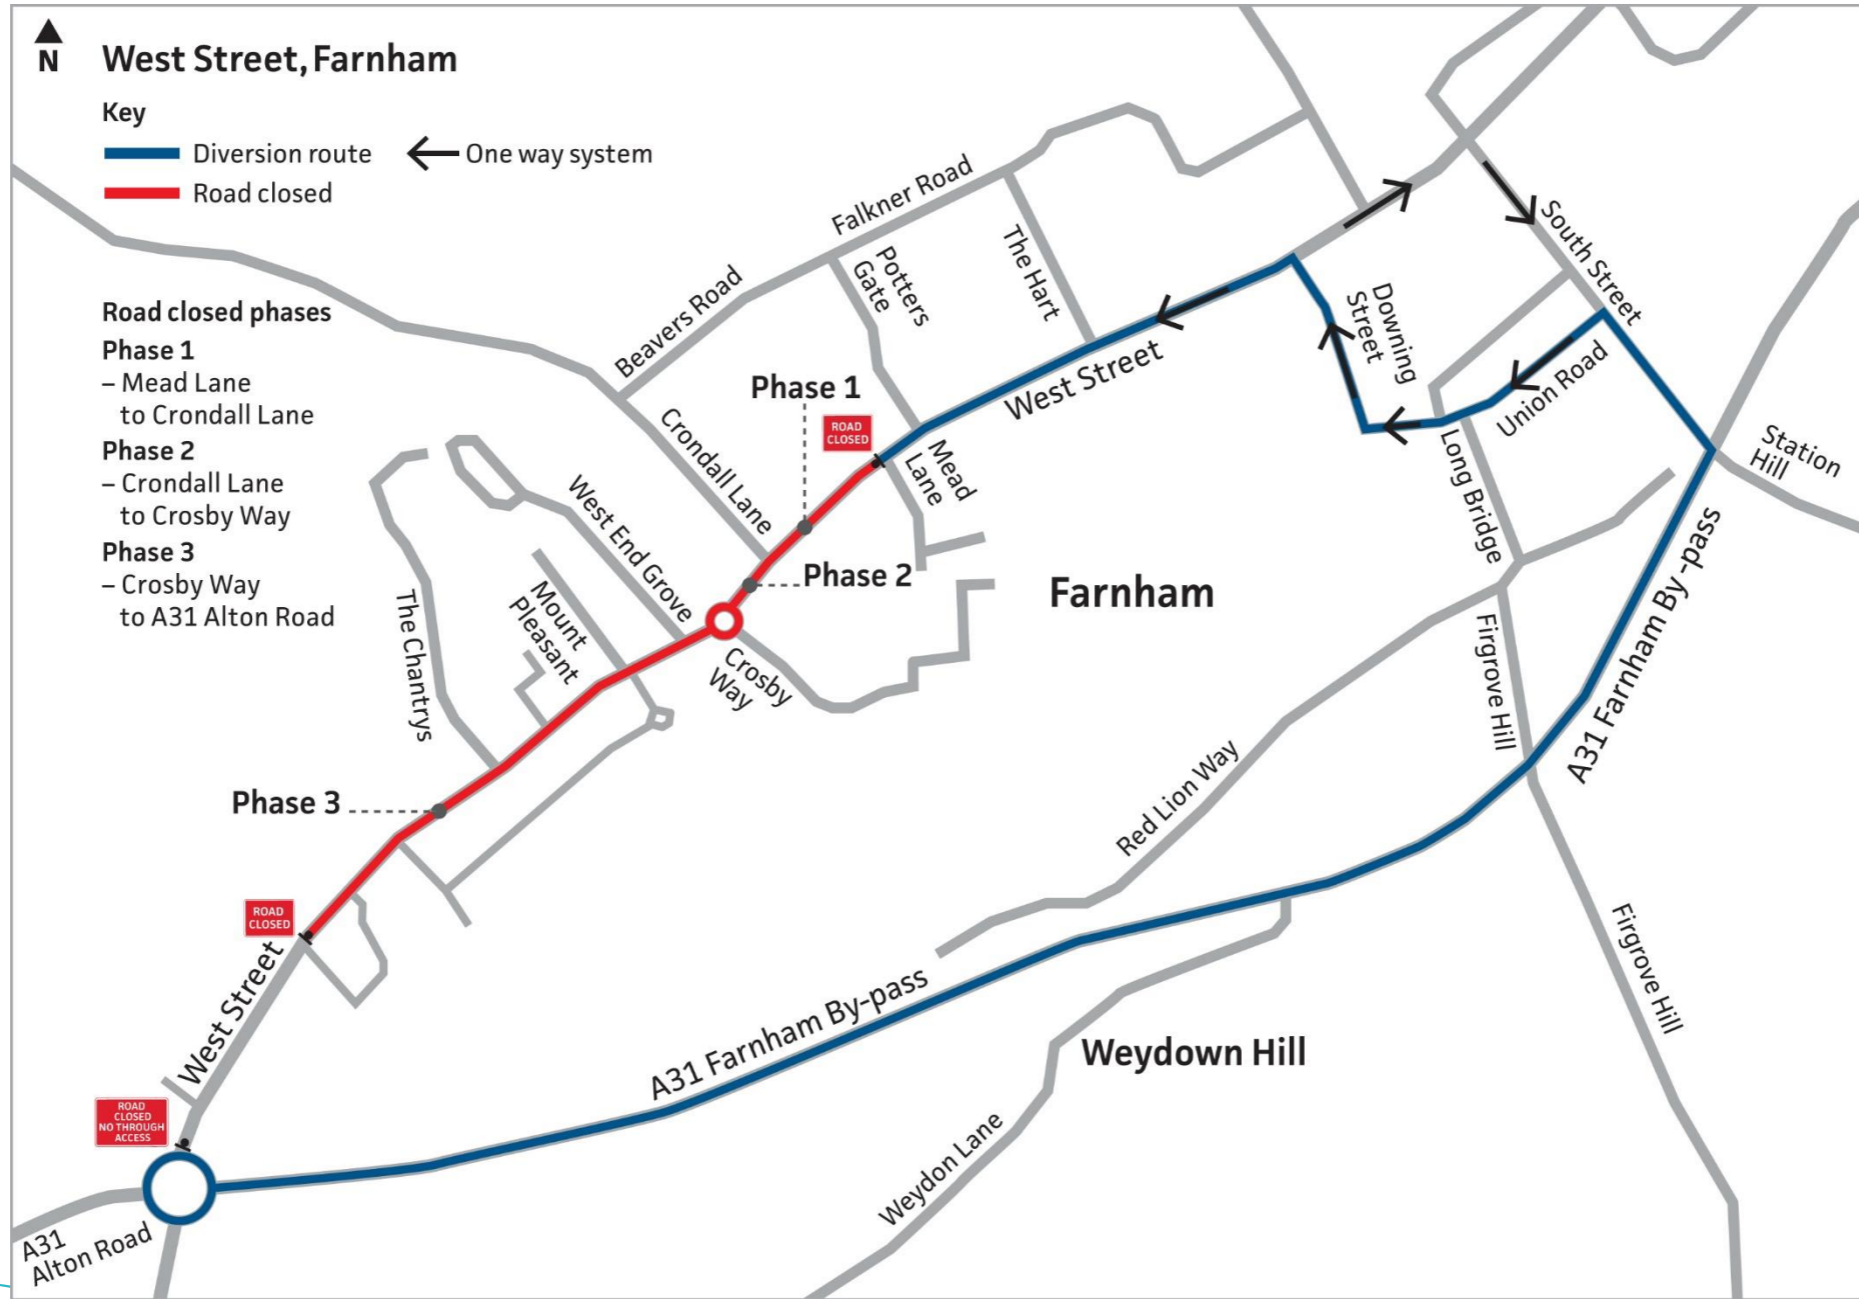 N
West Street, Farnham
Key
Diversion route
One way system
Road closed
Road closed phases
Phase 1
– Mead Lane
to Crondall Lane
Phase 2
– Crondall Lane
to Crosby Way
Phase 3
– Crosby Way
to A31 Alton Road
Falkner Road
Beavers Road
Potters
Gate
The Hart
South Street
Downing
Street
Union Road
West Street
Phase 1
ROAD
CLOSED
Mead
Lane
Crondall Lane
Long Bridge
Station
Hill
West End Grove
Phase 2
Farnham
Mount
Pleasant
The Chantrys
Crosby
Way
Firgrove Hill
A31 Farnham By-pass
Phase 3
Red Lion Way
ROAD
CLOSED
West Street
A31 Farnham By-pass
Firgrove Hill
Weydown Hill
ROAD
CLOSED
NO THROUGH
ACCESS
Weydon Lane
A31
Alton Road